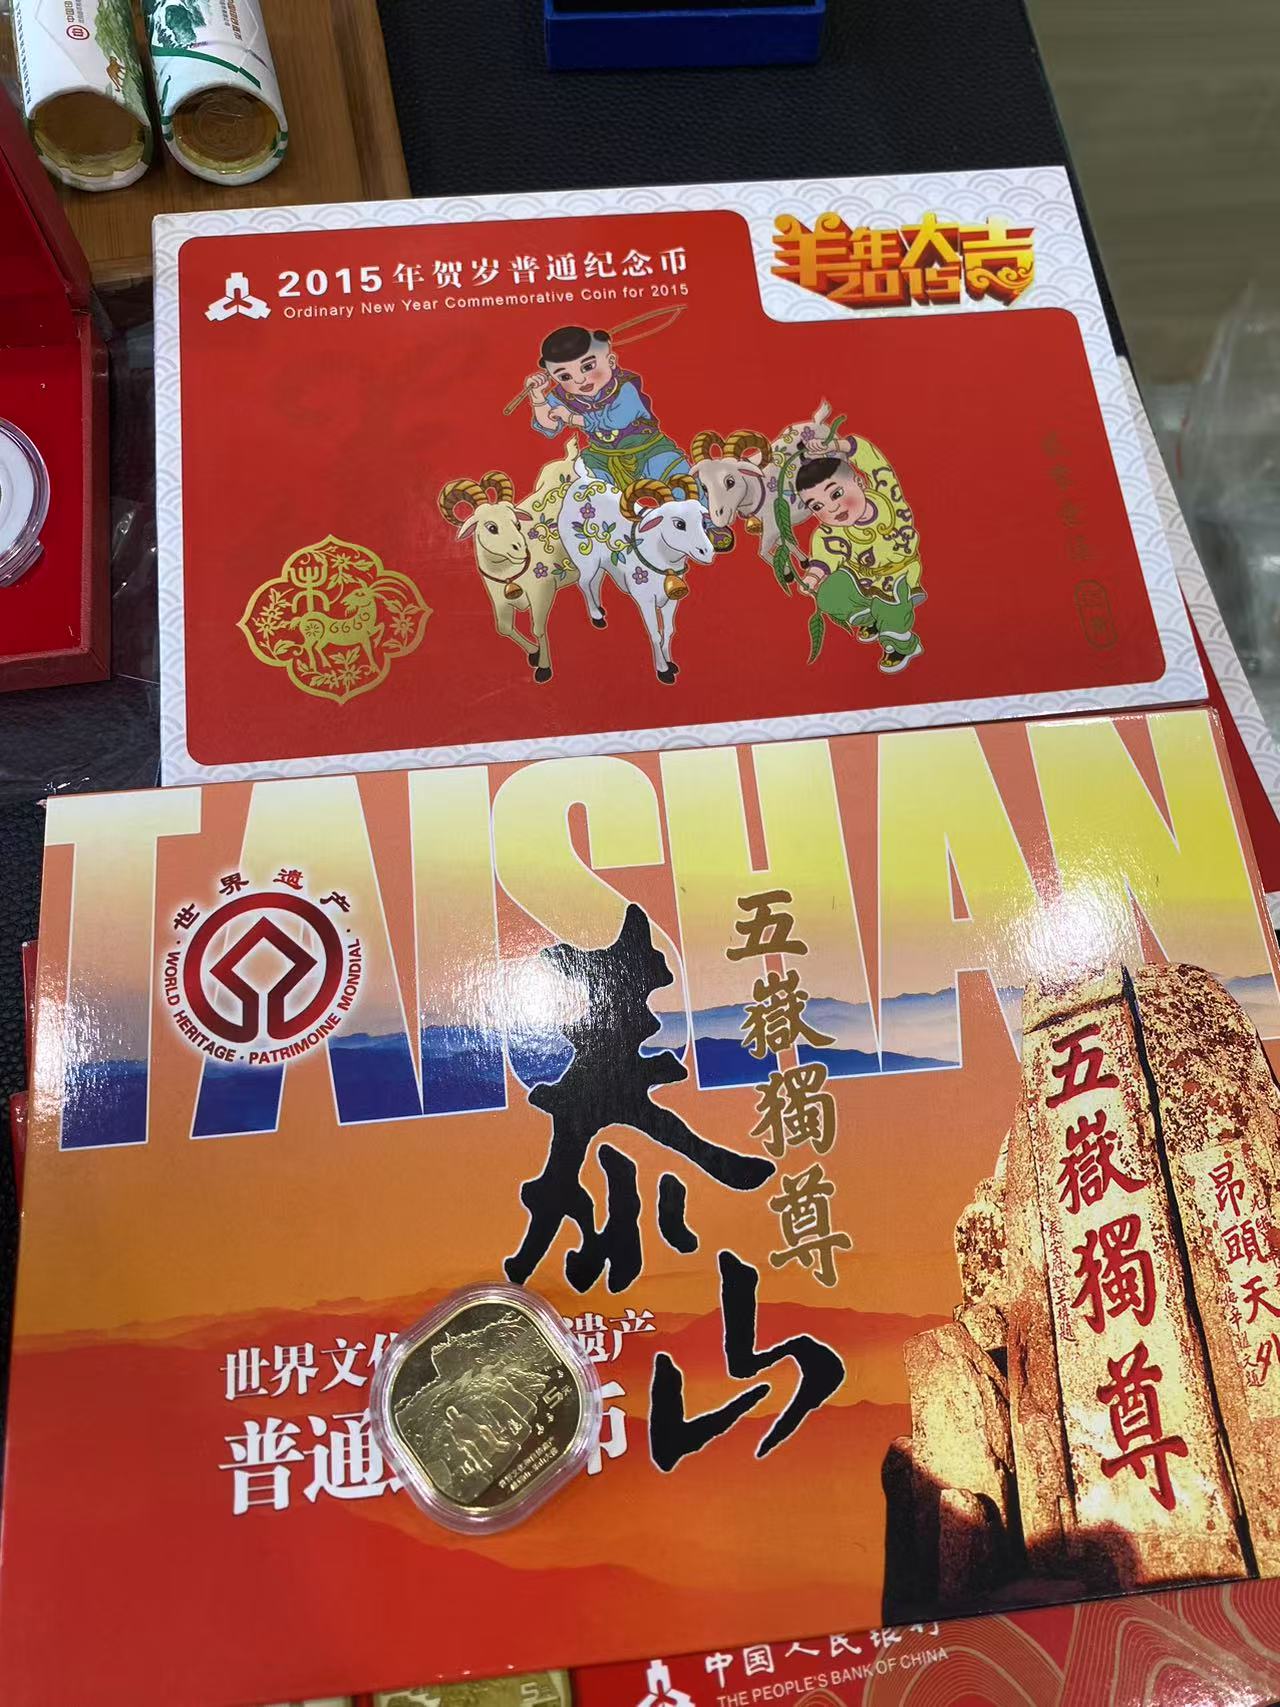 2015年贺岁普通纪念币
Ordinary New Year Commemorative Coin for 2015
羊年大吉
2015
TAISHAN
世界遗产
WORLD HERITAGE · PATRIMOINE MONDIAL
五嶽獨尊
泰山
世界文化
遗产
普通
币
5元
五嶽獨尊
昂頭天外
中国人民银行
THE PEOPLE'S BANK OF CHINA